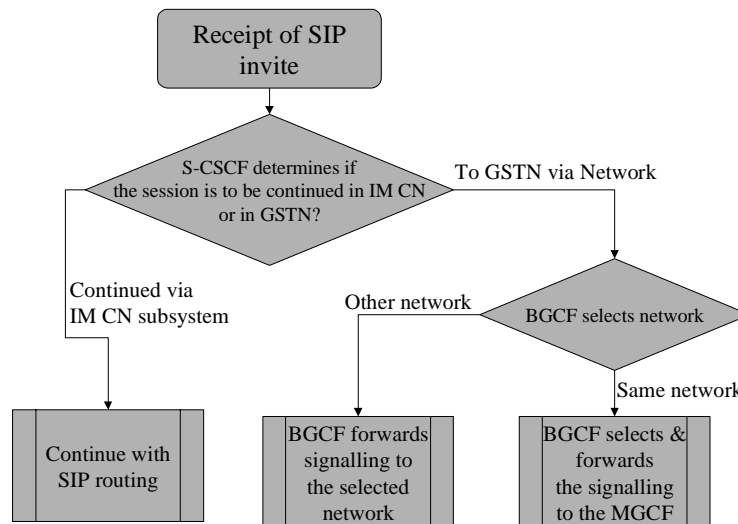 Receipt of SIP
invite
S-CSCF determines if
the session is to be continued in IM CN
or in GSTN?
To GSTN via Network
Continued via
IM CN subsystem
Other network
BGCF selects network
Same network
Continue with
SIP routing
BGCF forwards
signalling to
the selected
network
BGCF selects &
forwards
the signalling
to the MGCF